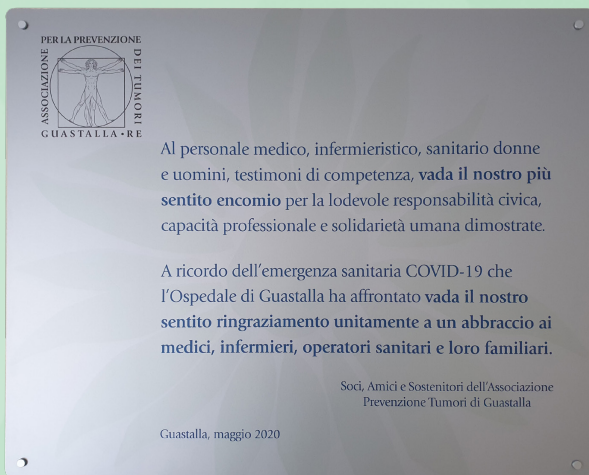 PER LA PREVENZIONE
ASSOCIAZIONE
DEI TUMORI
GUASTALLA • RE
Al personale medico, infermieristico, sanitario donne
e uomini, testimoni di competenza, vada il nostro più
sentito encomio per la lodevole responsabilità civica,
capacità professionale e solidarietà umana dimostrate.
A ricordo dell'emergenza sanitaria COVID-19 che
l'Ospedale di Guastalla ha affrontato vada il nostro
sentito ringraziamento unitamente a un abbraccio ai
medici, infermieri, operatori sanitari e loro familiari.
Soci, Amici e Sostenitori dell'Associazione
Prevenzione Tumori di Guastalla
Guastalla, maggio 2020